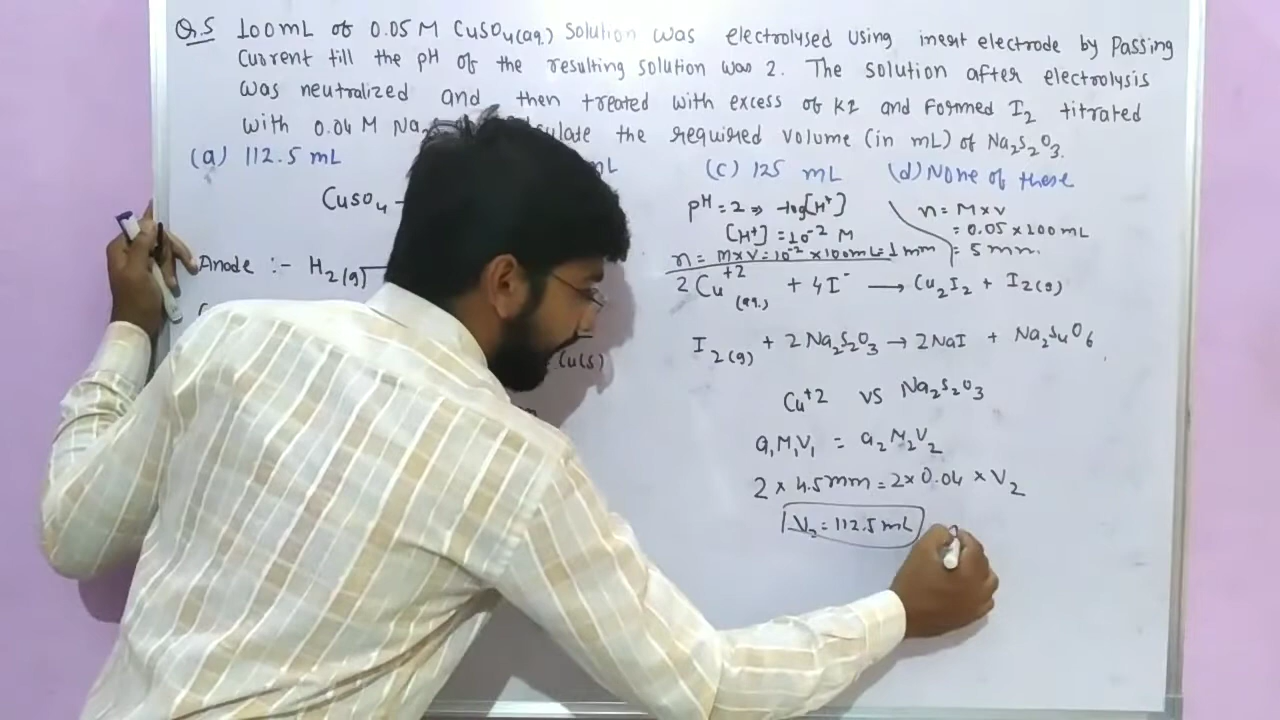 Q.5 100mL of 0.05 M CuSO4(aq.) solution was electrolysed using inert electrode by passing
current till the pH of the resulting solution was 2. The solution after electrolysis
was neutralized and then treated with excess of KI and formed I2 titrated
with 0.04 M Na2 the required volume (in mL) of Na2S2O3.
(a) 112.5 mL mL (c) 125 mL (d) None of these
CuSO4
pH = 2 ⇒ -log[H+]
[H+] = 10^-2 M
n = M×V = 10^-2 × 100mL = 1 mm
n = M×V
= 0.05 × 100 mL
= 5 mm.
Anode :- H2(g)
Cu(s)
2Cu+2(aq.) + 4I- → Cu2I2 + I2(g)
I2(g) + 2Na2S2O3 → 2NaI + Na2S4O6
Cu+2 vs Na2S2O3
a1M1V1 = a2M2V2
2 × 4.5mm = 2×0.04 × V2
V2 = 112.5 mL